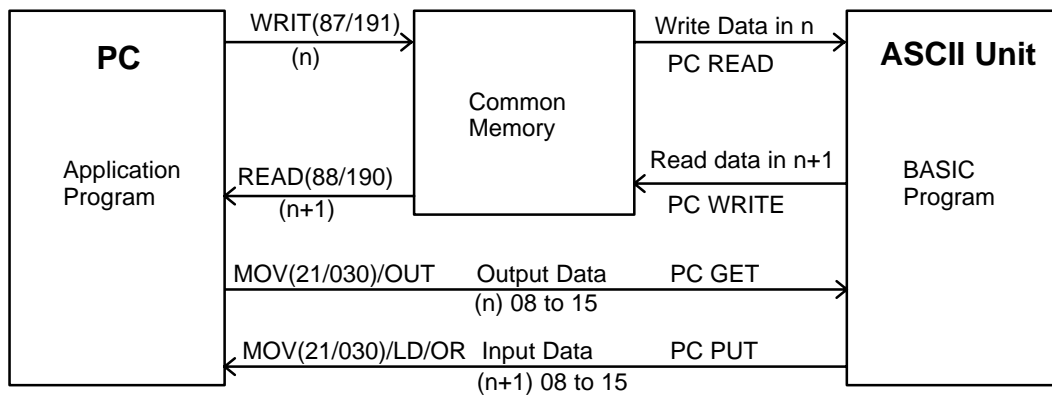 PC
Application
Program
WRIT(87/191)
(n)
READ(88/190)
(n+1)
Common
Memory
Write Data in n
PC READ
Read data in n+1
PC WRITE
ASCII Unit
BASIC
Program
MOV(21/030)/OUT Output Data PC GET
(n) 08 to 15
MOV(21/030)/LD/OR Input Data PC PUT
(n+1) 08 to 15